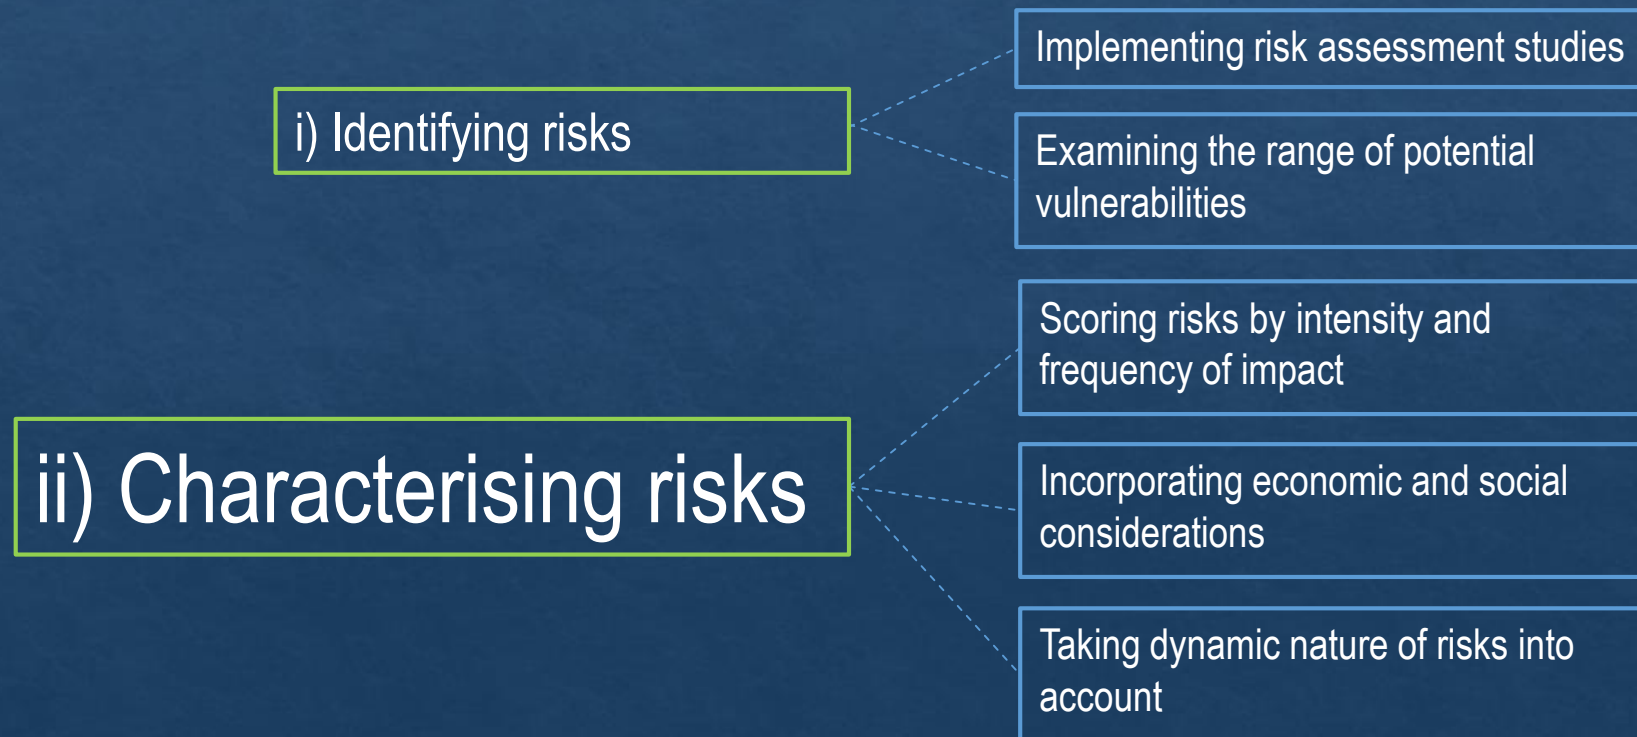 i) Identifying risks
Implementing risk assessment studies
Examining the range of potential
vulnerabilities
ii) Characterising risks
Scoring risks by intensity and
frequency of impact
Incorporating economic and social
considerations
Taking dynamic nature of risks into
account